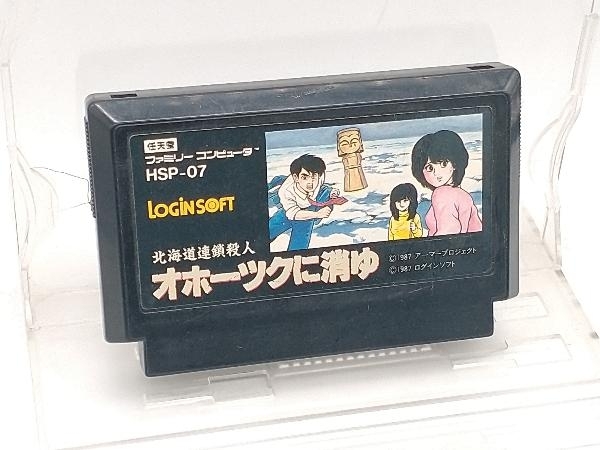 任天堂
ファミリーコンピュータ™
HSP-07
LOGiNSOFT
北海道連鎖殺人
オホーツクに消ゆ
©1987 アーマープロジェクト
©1987 ログインソフト